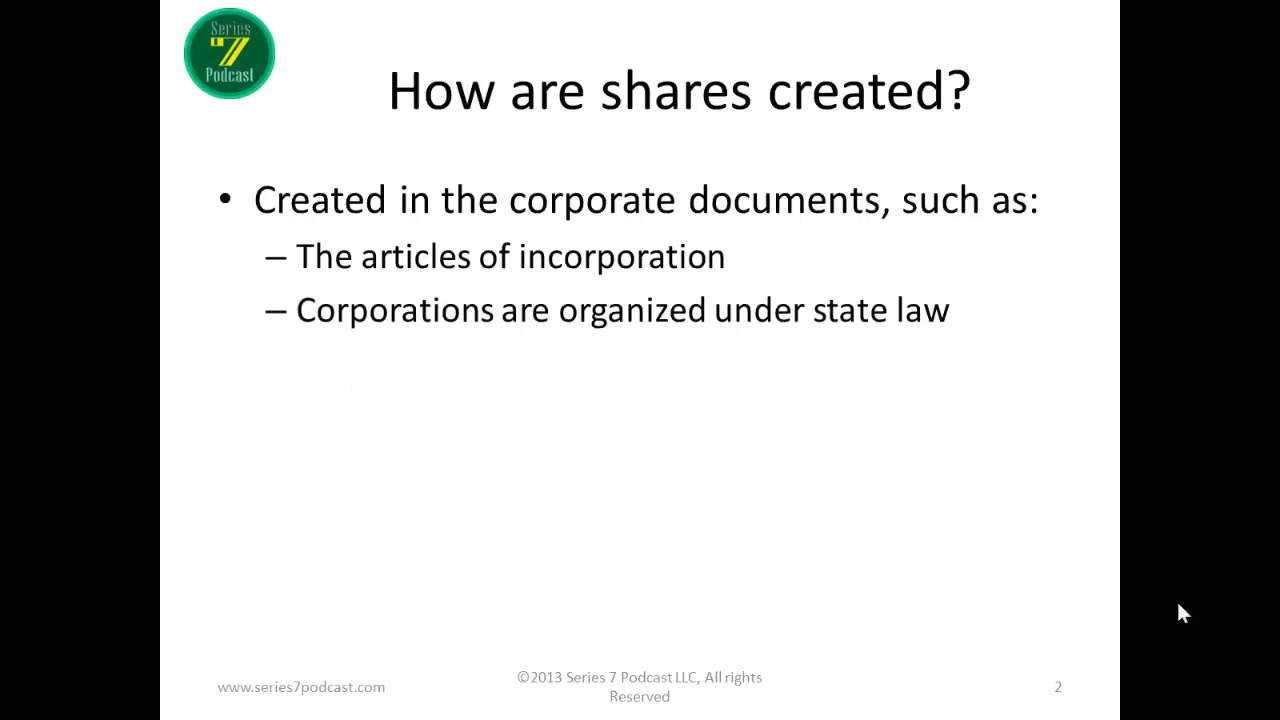 Series
7
Podcast
How are shares created?
• Created in the corporate documents, such as:
– The articles of incorporation
– Corporations are organized under state law
www.series7podcast.com
©2013 Series 7 Podcast LLC, All rights
Reserved
2